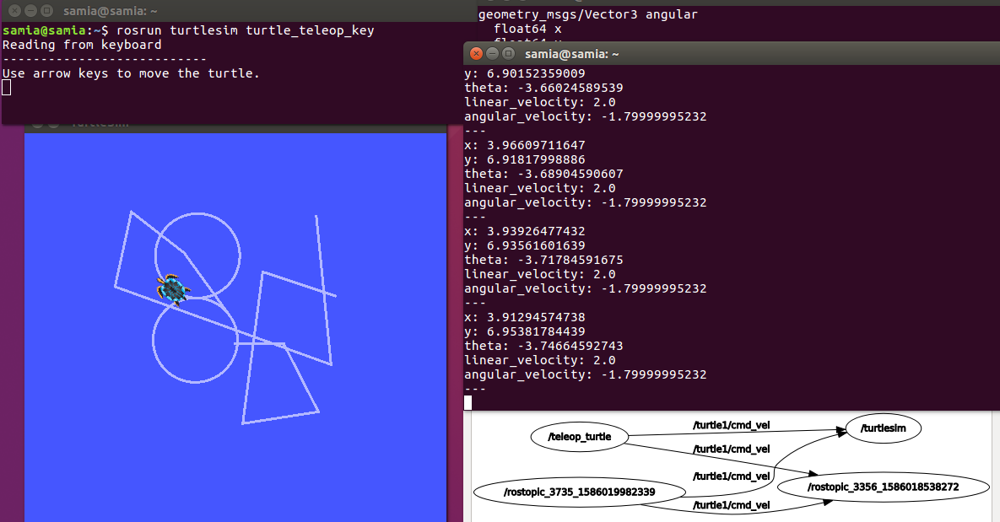 samia@samia: ~
samia@samia:~$ rosrun turtlesim turtle_teleop_key
Reading from keyboard
---------------------------
Use arrow keys to move the turtle.
TurtleSim
geometry_msgs/Vector3 angular
float64 x
float64 y
samia@samia: ~
y: 6.90152359009
theta: -3.66024589539
linear_velocity: 2.0
angular_velocity: -1.79999995232
---
x: 3.96609711647
y: 6.91817998886
theta: -3.68904590607
linear_velocity: 2.0
angular_velocity: -1.79999995232
---
x: 3.93926477432
y: 6.93561601639
theta: -3.71784591675
linear_velocity: 2.0
angular_velocity: -1.79999995232
---
x: 3.91294574738
y: 6.95381784439
theta: -3.74664592743
linear_velocity: 2.0
angular_velocity: -1.79999995232
---
/teleop_turtle
/turtle1/cmd_vel
/turtlesim
/turtle1/cmd_vel
/turtle1/cmd_vel
/rostopic_3735_1586019982339
/rostopic_3356_1586018538272
/turtle1/cmd_vel